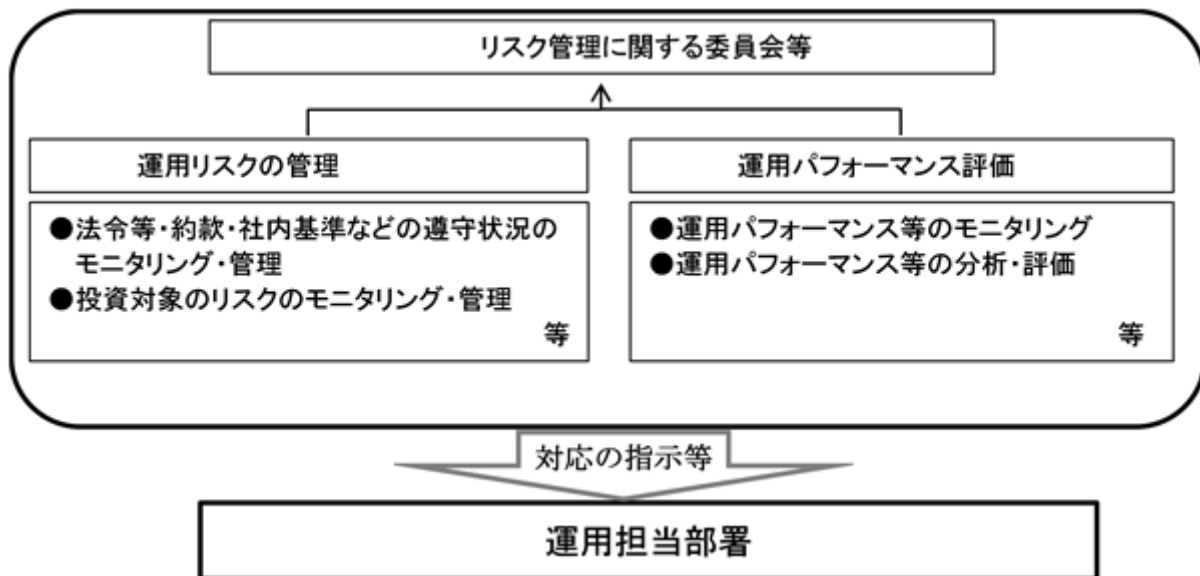 リスク管理に関する委員会等
運用リスクの管理
●法令等・約款・社内基準などの遵守状況の
モニタリング・管理
●投資対象のリスクのモニタリング・管理
等
運用パフォーマンス評価
●運用パフォーマンス等のモニタリング
●運用パフォーマンス等の分析・評価
等
対応の指示等
運用担当部署